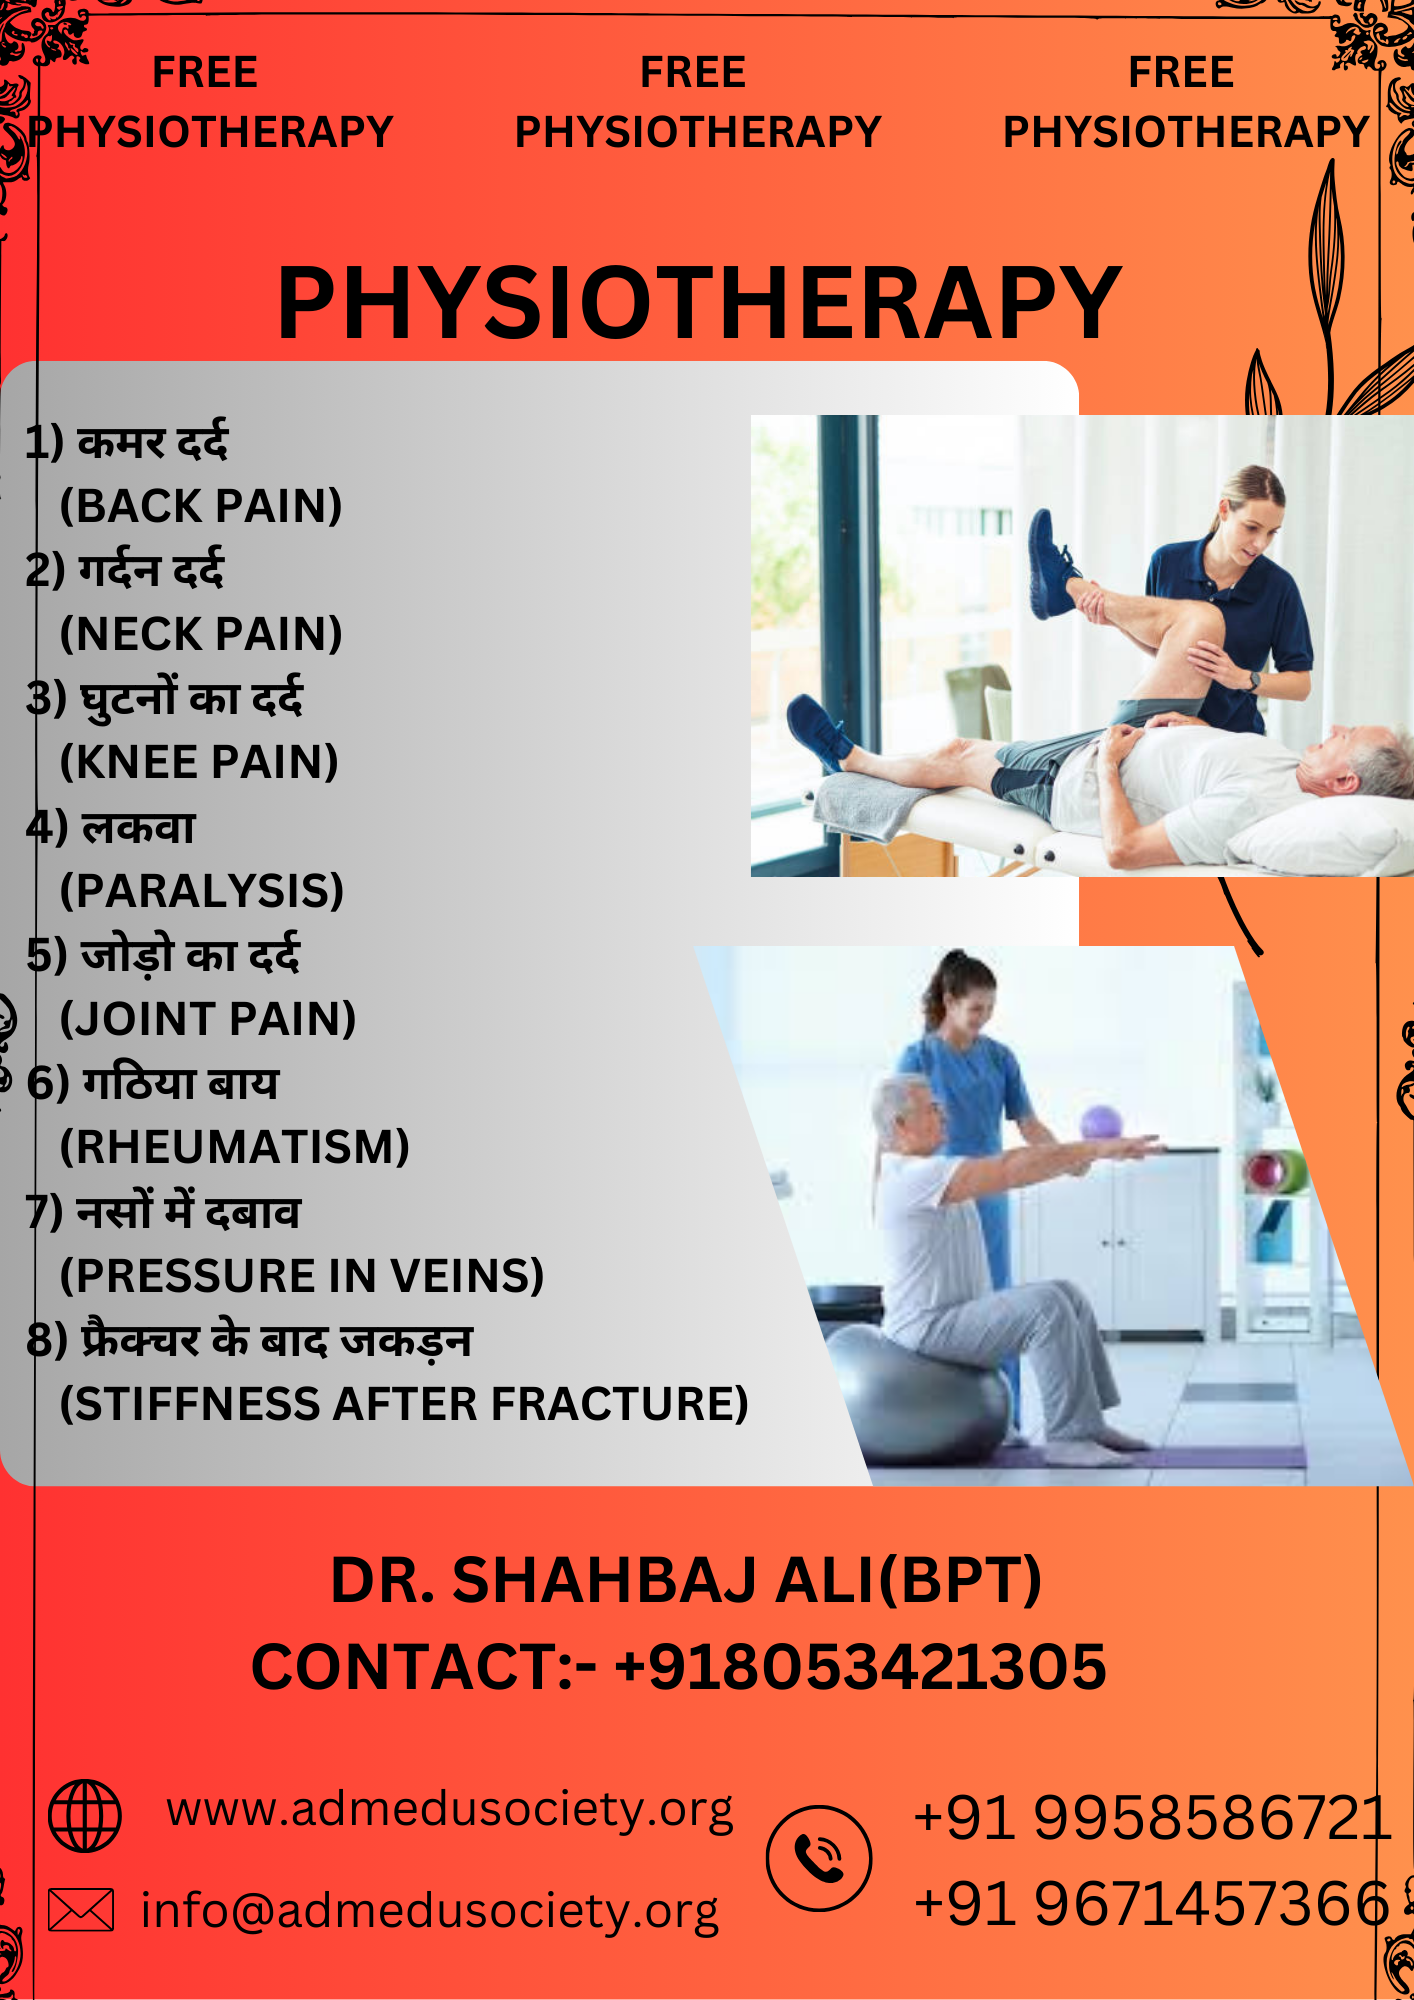 FREE
PHYSIOTHERAPY
FREE
PHYSIOTHERAPY
FREE
PHYSIOTHERAPY
PHYSIOTHERAPY
1) कमर दर्द
(BACK PAIN)
2) गर्दन दर्द
(NECK PAIN)
3) घुटनों का दर्द
(KNEE PAIN)
4) लकवा
(PARALYSIS)
5) जोड़ो का दर्द
(JOINT PAIN)
6) गठिया बाय
(RHEUMATISM)
7) नसों में दबाव
(PRESSURE IN VEINS)
8) फ्रैक्चर के बाद जकड़न
(STIFFNESS AFTER FRACTURE)
DR. SHAHBAJ ALI(BPT)
CONTACT:- +918053421305
www.admedusociety.org
info@admedusociety.org
+91 9958586721
+91 9671457366